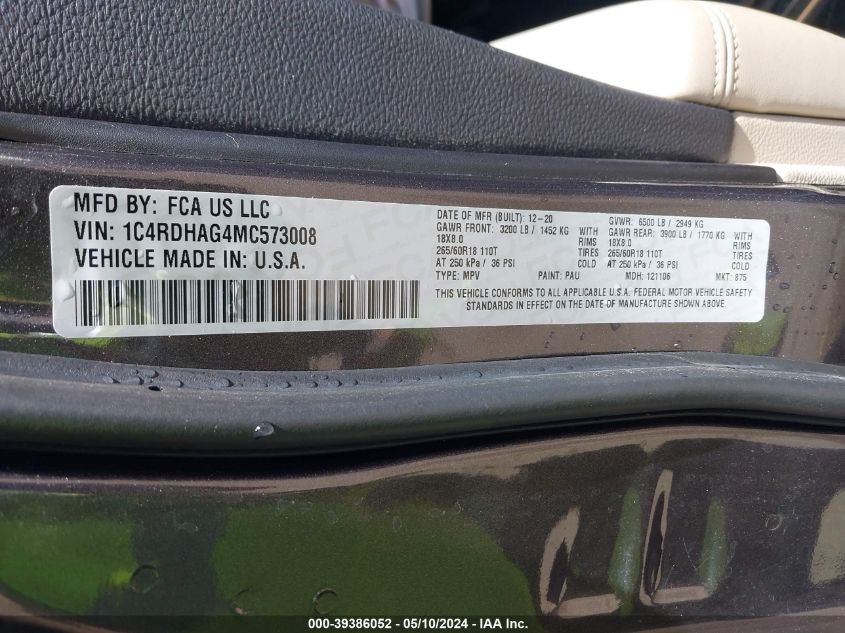 MFD BY: FCA US LLC
VIN: 1C4RDHAG4MC573008
VEHICLE MADE IN: U.S.A.
DATE OF MFR (BUILT): 12-20 GVWR: 6500 LB / 2949 KG
GAWR FRONT: 3200 LB / 1452 KG WITH GAWR REAR: 3900 LB / 1770 KG WITH
18X8.0 RIMS 18X8.0 RIMS
265/60R18 110T TIRES 265/60R18 110T TIRES
AT 250 kPa / 36 PSI COLD AT 250 kPa / 36 PSI COLD
TYPE: MPV PAINT: PAU MDH: 121106 MKT: 875
THIS VEHICLE CONFORMS TO ALL APPLICABLE U.S.A. FEDERAL MOTOR VEHICLE SAFETY
STANDARDS IN EFFECT ON THE DATE OF MANUFACTURE SHOWN ABOVE.
000-39386052 - 05/10/2024 - IAA Inc.